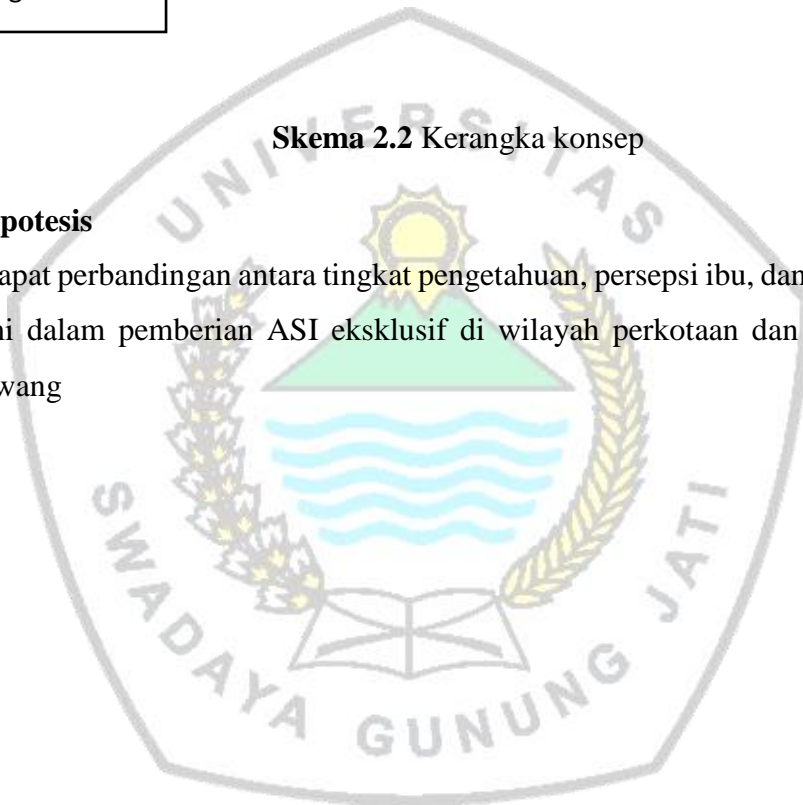 g
Skema 2.2 Kerangka konsep
potesis
apat perbandingan antara tingkat pengetahuan, persepsi ibu, dan
ni dalam pemberian ASI eksklusif di wilayah perkotaan dan
wang
UNIVERSITAS
SWADAYA GUNUNG JATI